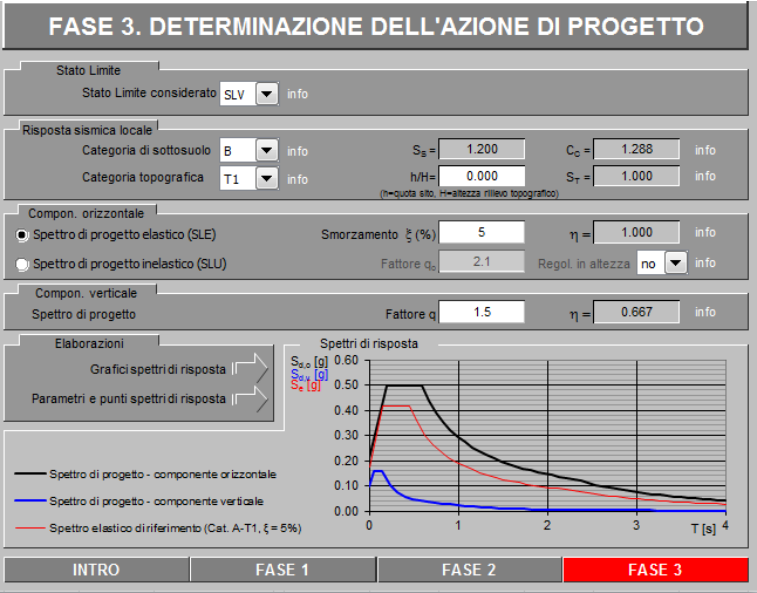 FASE 3. DETERMINAZIONE DELL'AZIONE DI PROGETTO
Stato Limite
Stato Limite considerato SLV info
Risposta sismica locale
Categoria di sottosuolo B info S_S = 1.200 C_C = 1.288 info
Categoria topografica T1 info h/H= 0.000 S_T = 1.000 info
(h=quota sito, H=altezza rilievo topografico)
Compon. orizzontale
Spettro di progetto elastico (SLE) Smorzamento ξ (%) 5 η = 1.000 info
Spettro di progetto inelastico (SLU) Fattore q_o 2.1 Regol. in altezza no info
Compon. verticale
Spettro di progetto Fattore q 1.5 η = 0.667 info
Elaborazioni
Grafici spettri di risposta
Parametri e punti spettri di risposta
Spettri di risposta
S_d,o [g]
S_d,v [g]
S_e [g]
0.60
0.50
0.40
0.30
0.20
0.10
0.00
0 1 2 3 T [s] 4
Spettro di progetto - componente orizzontale
Spettro di progetto - componente verticale
Spettro elastico di riferimento (Cat. A-T1, ξ = 5%)
INTRO FASE 1 FASE 2 FASE 3